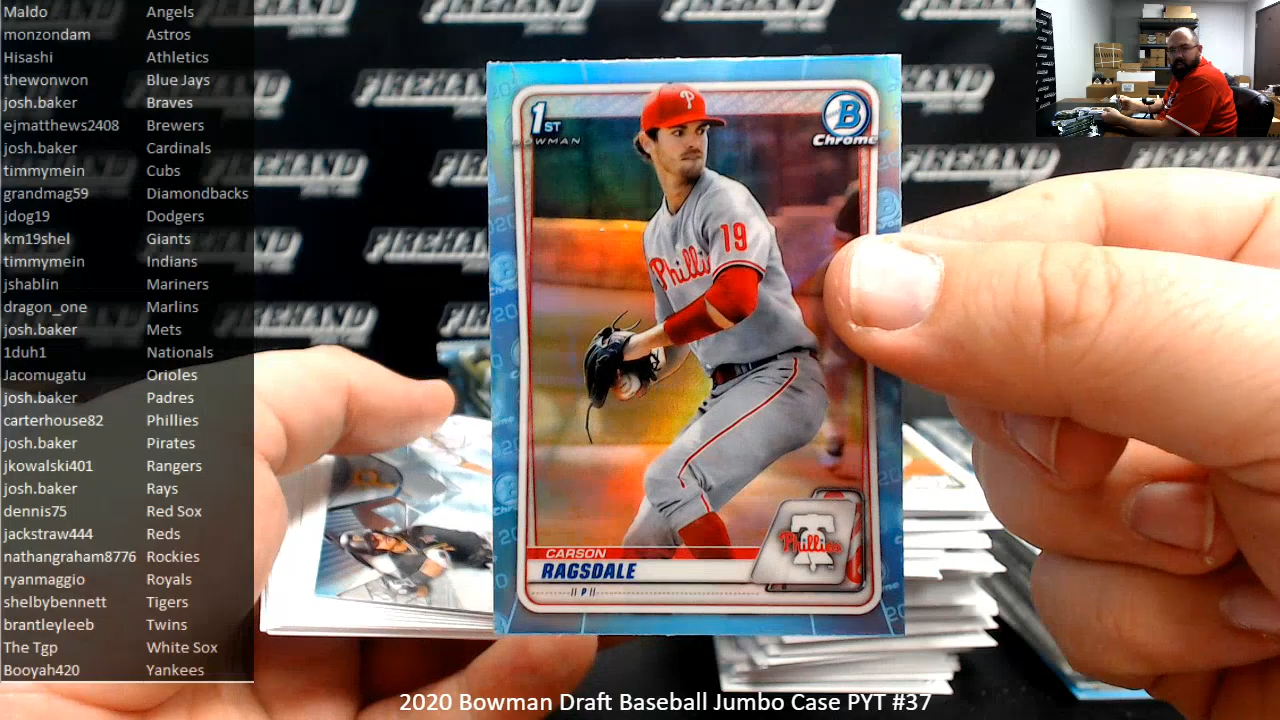 Maldo Angels
monzondam Astros
Hisashi Athletics
thewonwon Blue Jays
josh.baker Braves
ejmatthews2408 Brewers
josh.baker Cardinals
timmymein Cubs
grandmag59 Diamondbacks
jdog19 Dodgers
km19shel Giants
timmymein Indians
jshablin Mariners
dragon_one Marlins
josh.baker Mets
1duh1 Nationals
Jacomugatu Orioles
josh.baker Padres
carterhouse82 Phillies
josh.baker Pirates
jkowalski401 Rangers
josh.baker Rays
dennis75 Red Sox
jackstraw444 Reds
nathangraham8776 Rockies
ryanmaggio Royals
shelbybennett Tigers
brantleyleeb Twins
The Tgp White Sox
Booyah420 Yankees
FIREHAND
FIREHAND
FIREHAND
1ST
BOWMAN
B
Chrome
P
19
Phillies
CARSON
RAGSDALE
P
2020 Bowman Draft Baseball Jumbo Case PYT #37